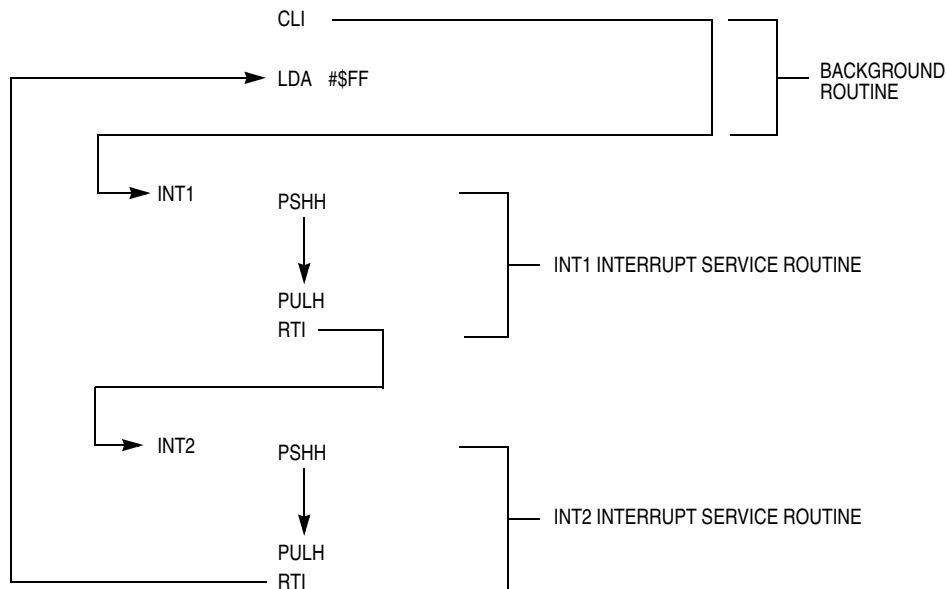 CLI
LDA #$FF
BACKGROUND
ROUTINE
INT1
PSHH
INT1 INTERRUPT SERVICE ROUTINE
PULH
RTI
INT2
PSHH
INT2 INTERRUPT SERVICE ROUTINE
PULH
RTI